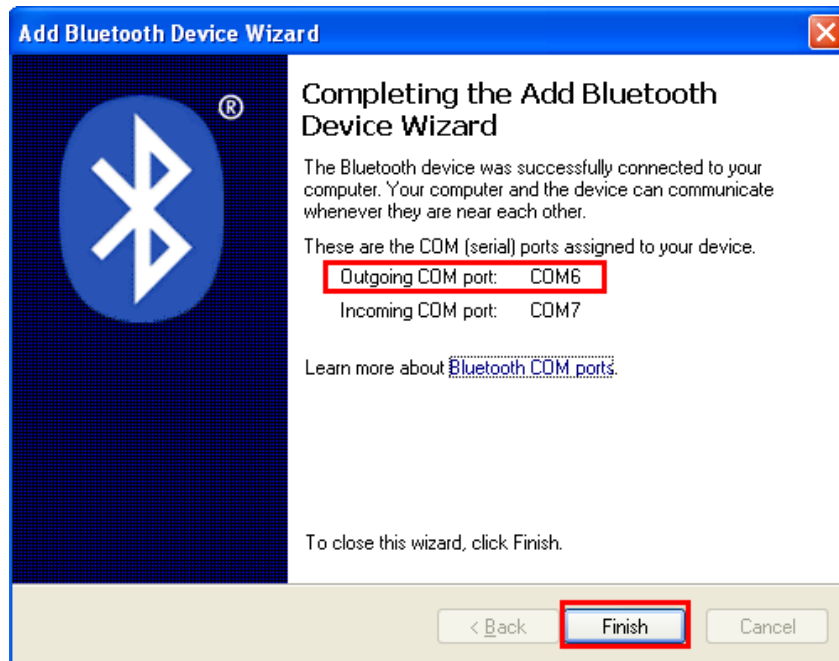 Add Bluetooth Device Wizard
®
Completing the Add Bluetooth
Device Wizard
The Bluetooth device was successfully connected to your
computer. Your computer and the device can communicate
whenever they are near each other.
These are the COM (serial) ports assigned to your device.
Outgoing COM port: COM6
Incoming COM port: COM7
Learn more about Bluetooth COM ports.
To close this wizard, click Finish.
< Back Finish Cancel